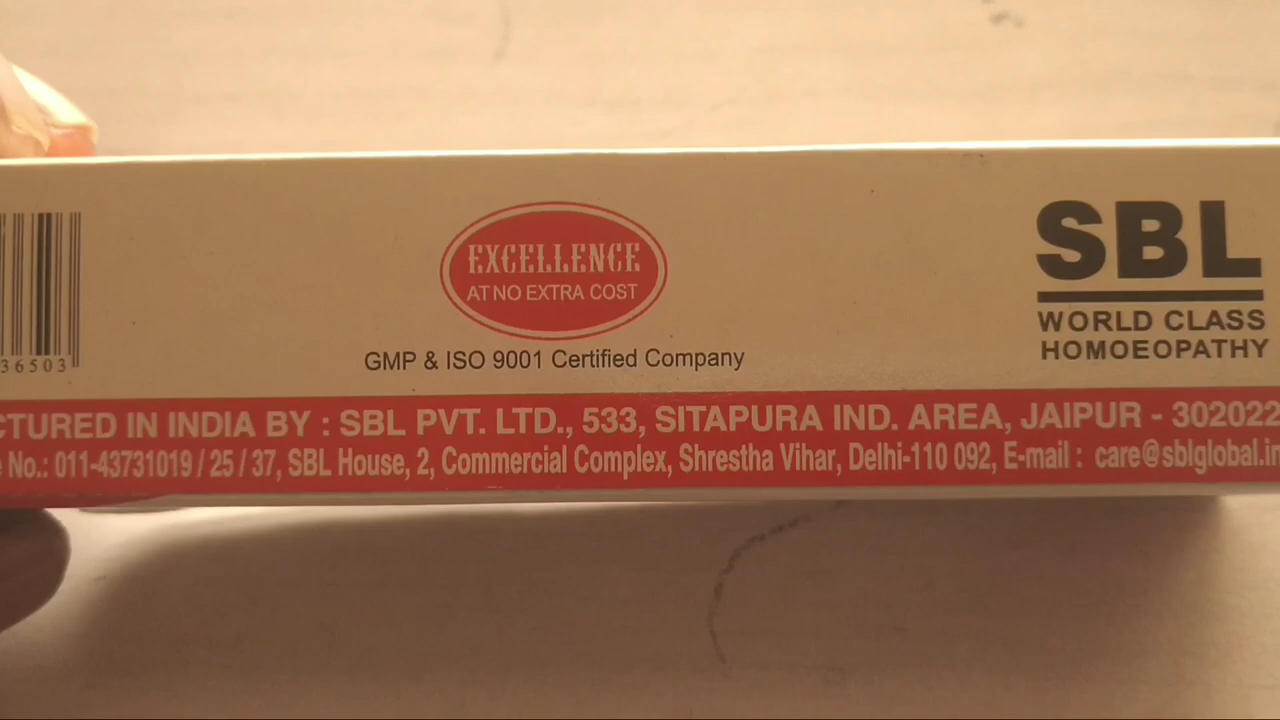 EXCELLENCE
AT NO EXTRA COST
GMP & ISO 9001 Certified Company
SBL
WORLD CLASS
HOMOEOPATHY
36503
CTURED IN INDIA BY : SBL PVT. LTD., 533, SITAPURA IND. AREA, JAIPUR - 302022
No.: 011-43731019 / 25 / 37, SBL House, 2, Commercial Complex, Shrestha Vihar, Delhi-110 092, E-mail : care@sblglobal.in